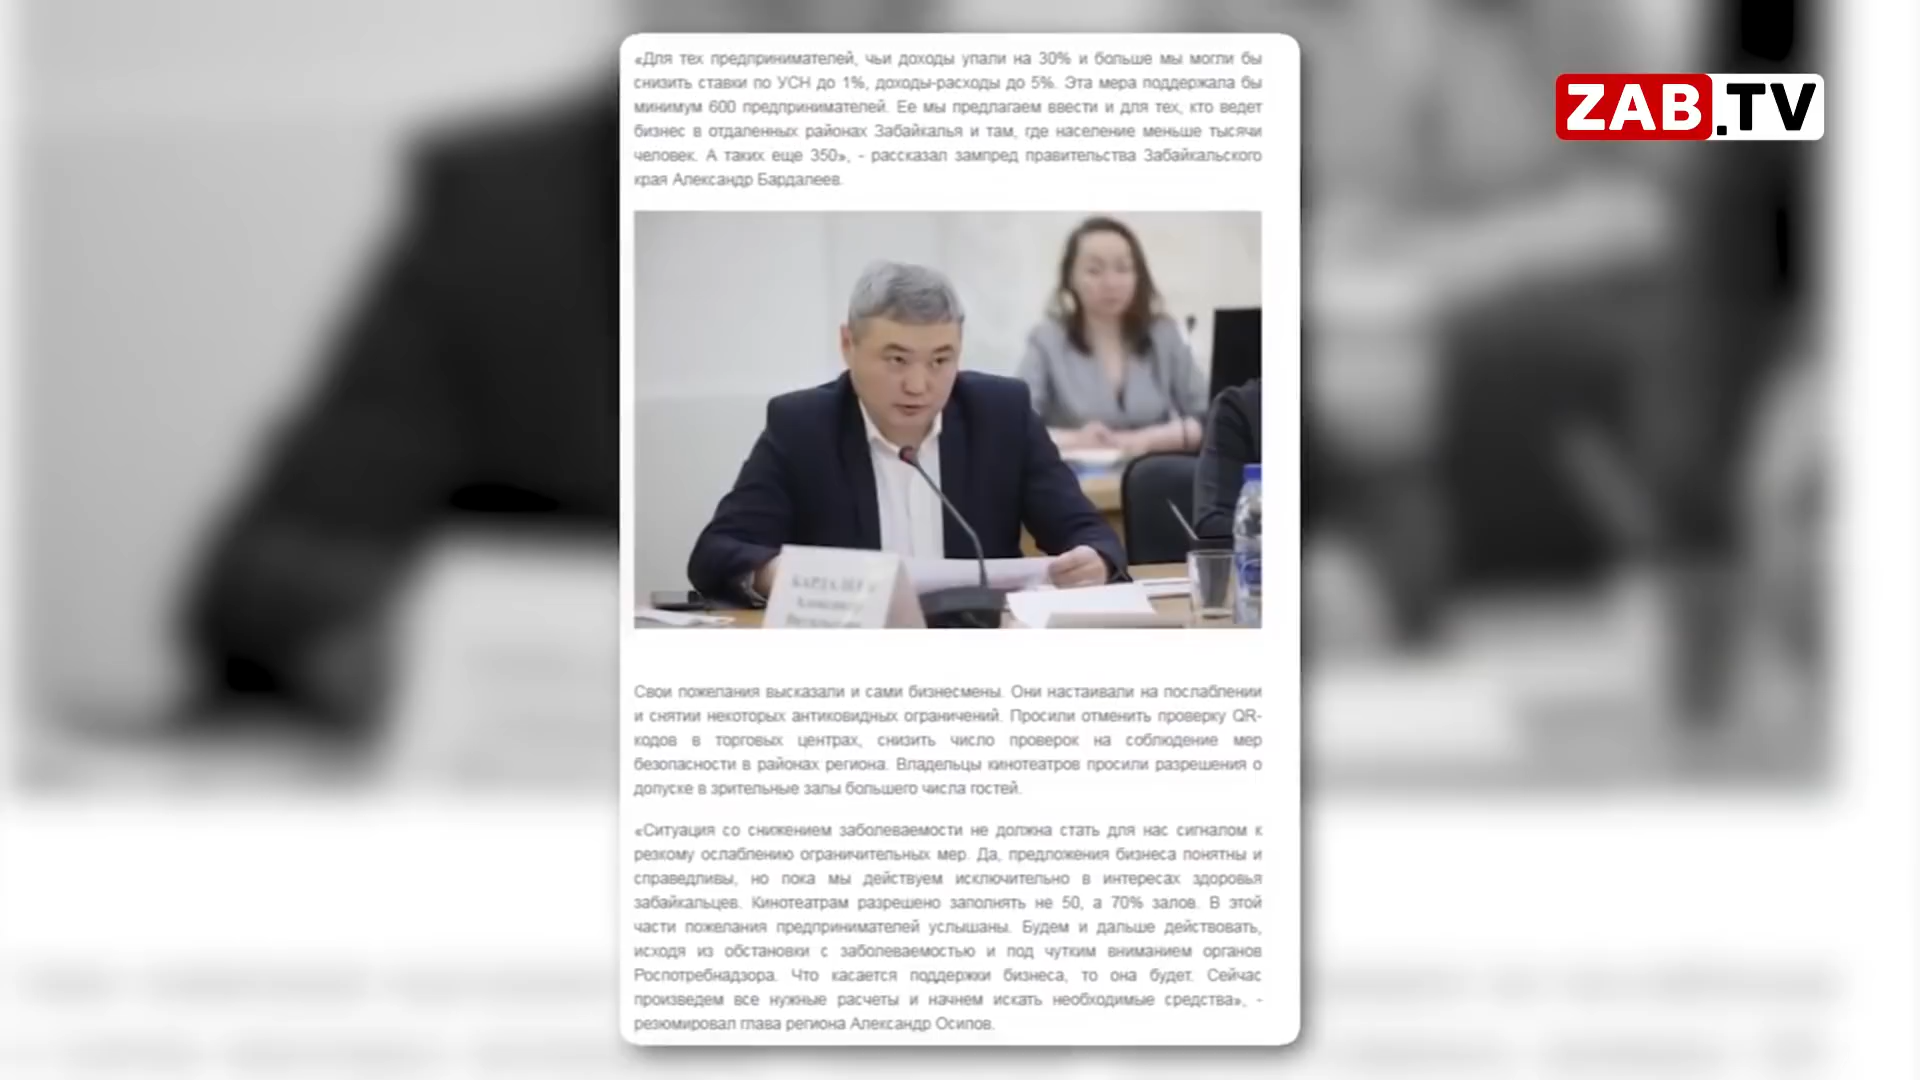 «Для тех предпринимателей, чьи доходы упали на 30% и больше мы могли бы
снизить ставки по УСН до 1%, доходы-расходы до 5%. Эта мера поддержала бы
минимум 600 предпринимателей. Ее мы предлагаем ввести и для тех, кто ведет
бизнес в отдаленных районах Забайкалья и там, где население меньше тысячи
человек. А таких еще 350», - рассказал зампред правительства Забайкальского
края Александр Бардалеев.
ZAB.TV
БАРДАЛЕЕВ
Александр
Свои пожелания высказали и сами бизнесмены. Они настаивали на послаблении
и снятии некоторых антиковидных ограничений. Просили отменить проверку QR-
кодов в торговых центрах, снизить число проверок на соблюдение мер
безопасности в районах региона. Владельцы кинотеатров просили разрешения о
допуске в зрительные залы большего числа гостей.
«Ситуация со снижением заболеваемости не должна стать для нас сигналом к
резкому ослаблению ограничительных мер. Да, предложения бизнеса понятны и
справедливы, но пока мы действуем исключительно в интересах здоровья
забайкальцев. Кинотеатрам разрешено заполнять не 50, а 70% залов. В этой
части пожелания предпринимателей услышаны. Будем и дальше действовать,
исходя из обстановки с заболеваемостью и под чутким вниманием органов
Роспотребнадзора. Что касается поддержки бизнеса, то она будет. Сейчас
произведем все нужные расчеты и начнем искать необходимые средства», -
резюмировал глава региона Александр Осипов.